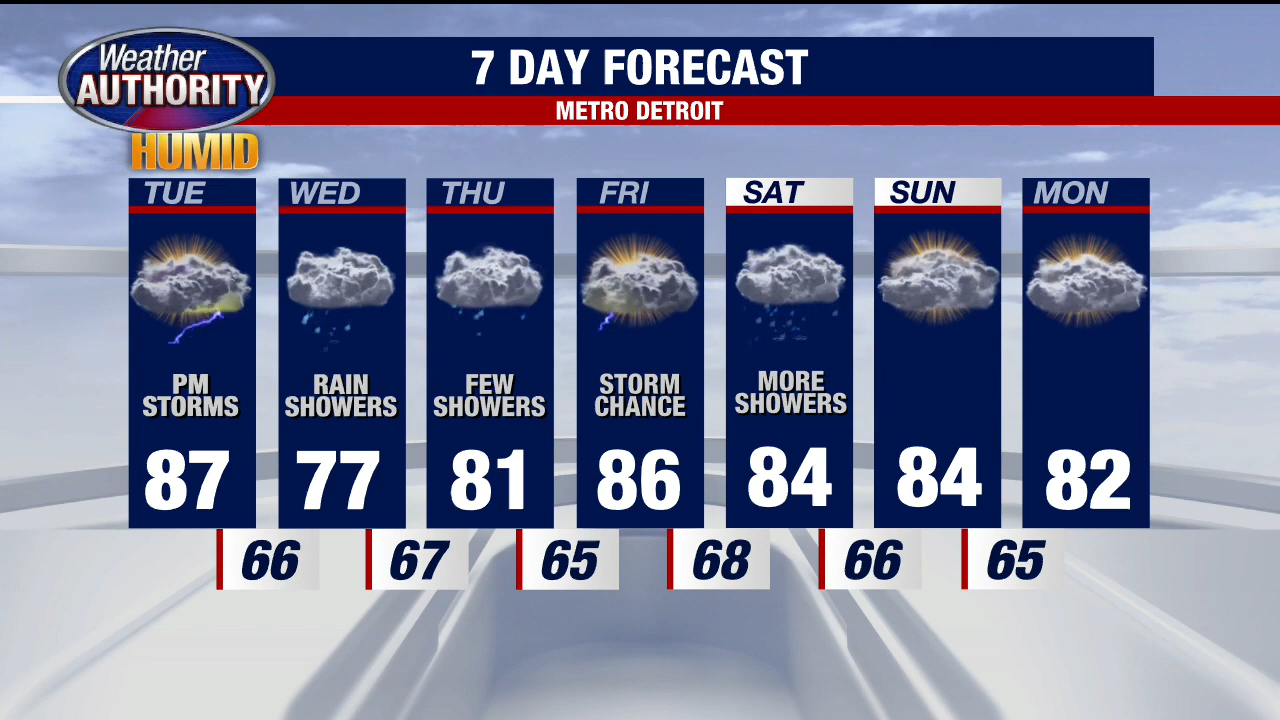 Weather
AUTHORITY
7 DAY FORECAST
METRO DETROIT
HUMID
TUE WED THU FRI SAT SUN MON
PM
STORMS
RAIN
SHOWERS
FEW
SHOWERS
STORM
CHANCE
MORE
SHOWERS
87 77 81 86 84 84 82
66 67 65 68 66 65